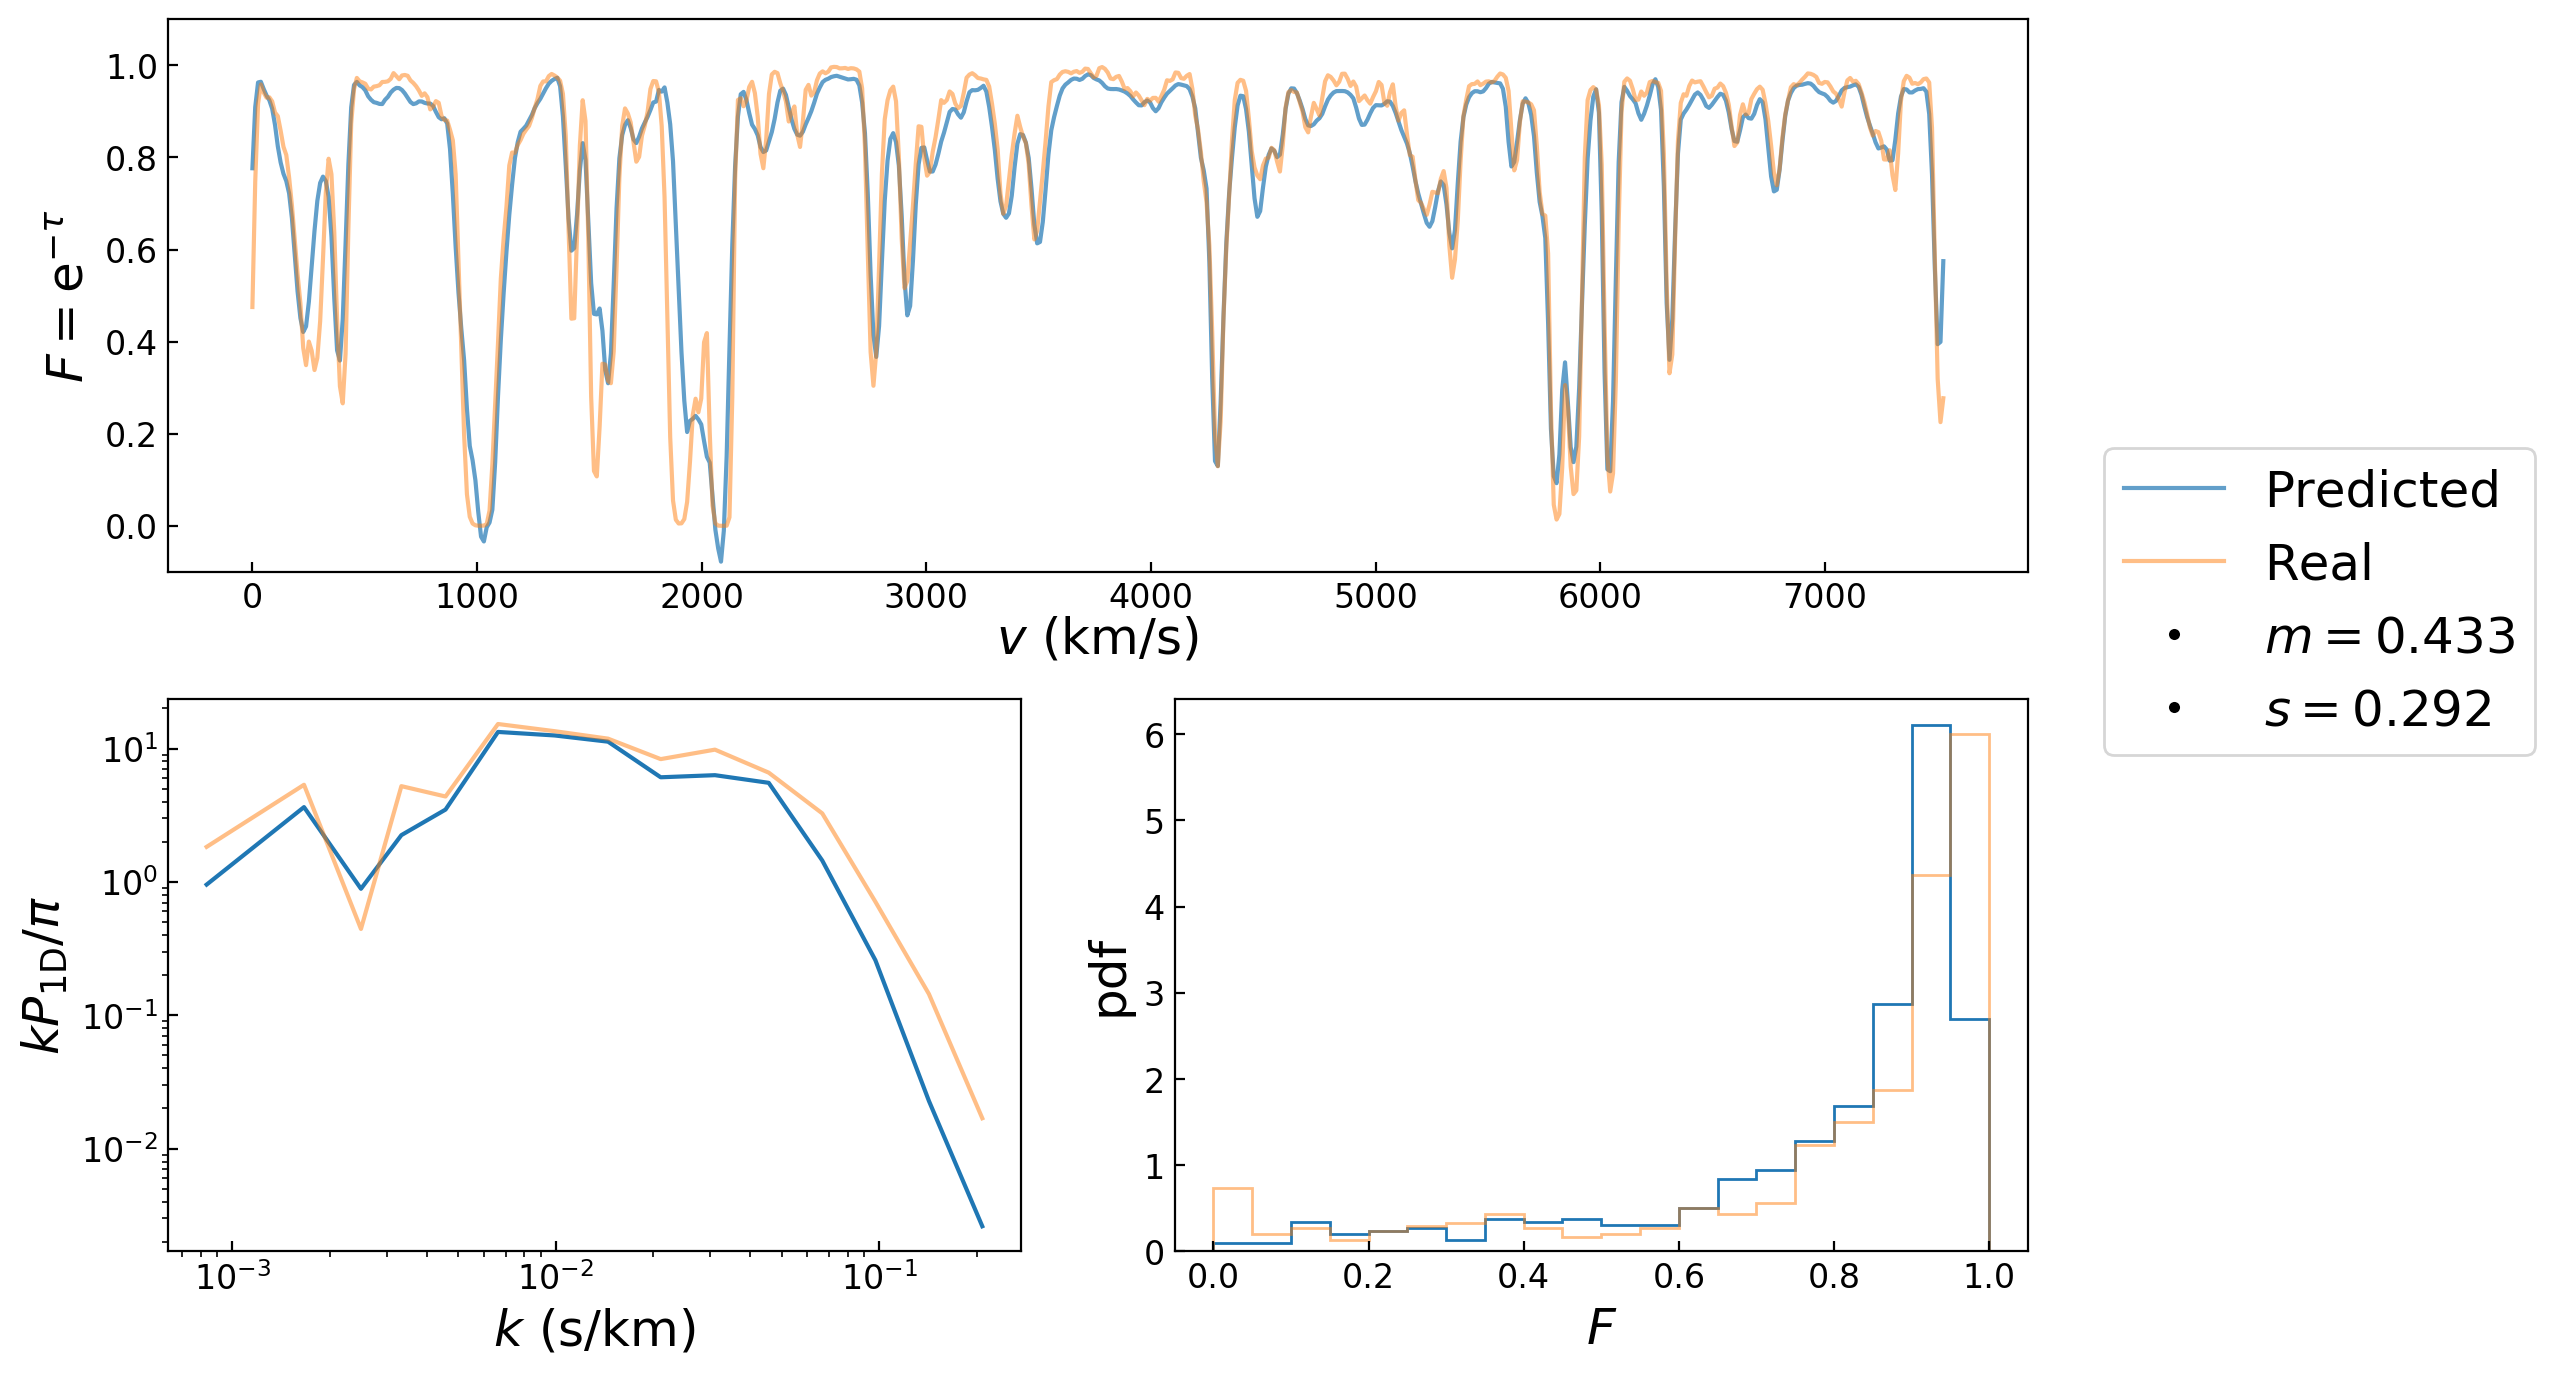 F = e^{−τ}
1.0
0.8
0.6
0.4
0.2
0.0
0 1000 2000 3000 4000 5000 6000 7000
v (km/s)
Predicted
Real
m = 0.433
s = 0.292
kP_{1D}/π
10^1
10^0
10^{−1}
10^{−2}
10^{−3} 10^{−2} 10^{−1}
k (s/km)
pdf
6
5
4
3
2
1
0
0.0 0.2 0.4 0.6 0.8 1.0
F